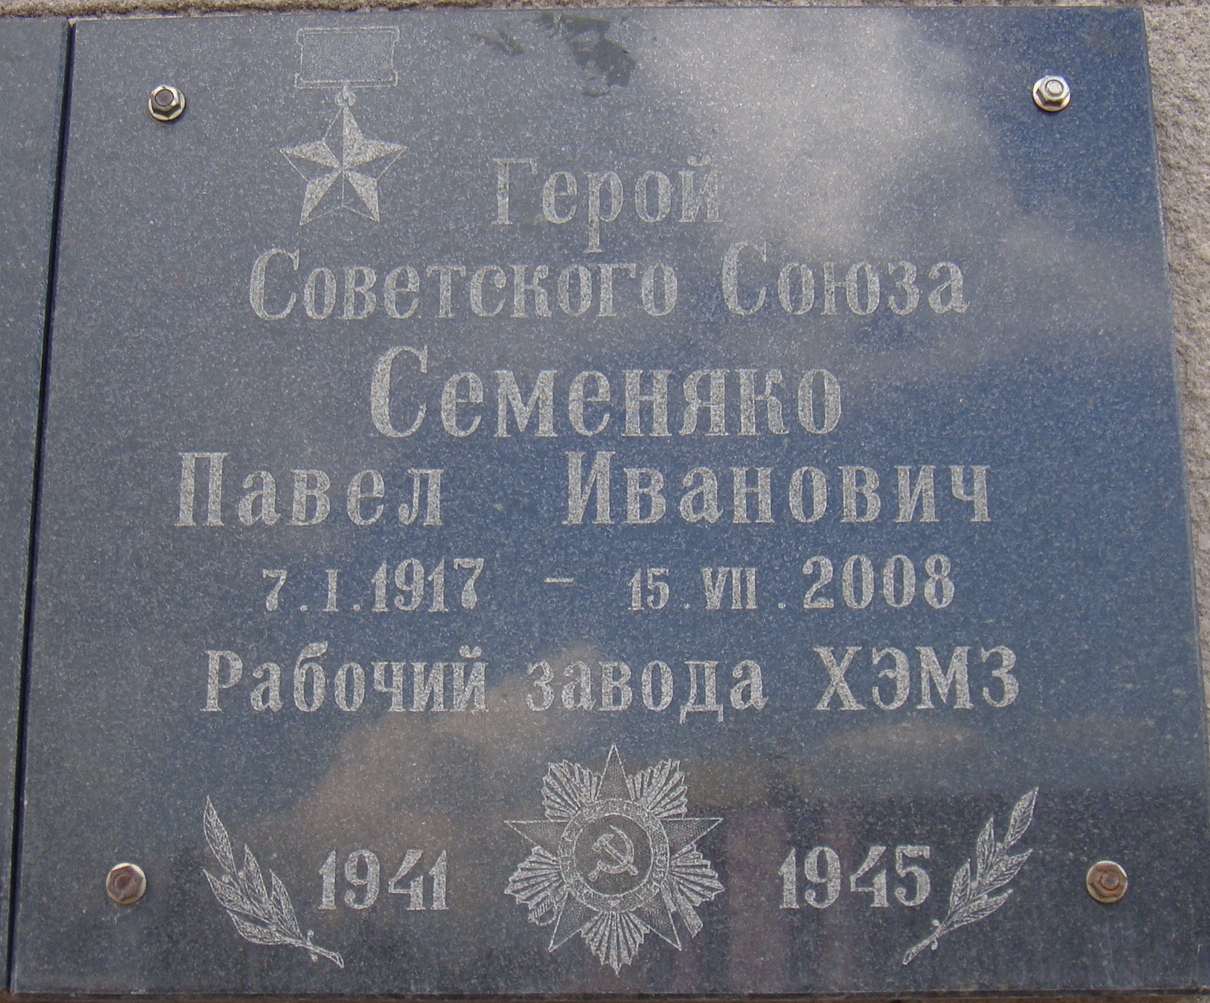 Герой
Советского Союза
Семеняко
Павел Иванович
7.I.1917 – 15.VII.2008
Рабочий завода ХЭМЗ
1941 1945